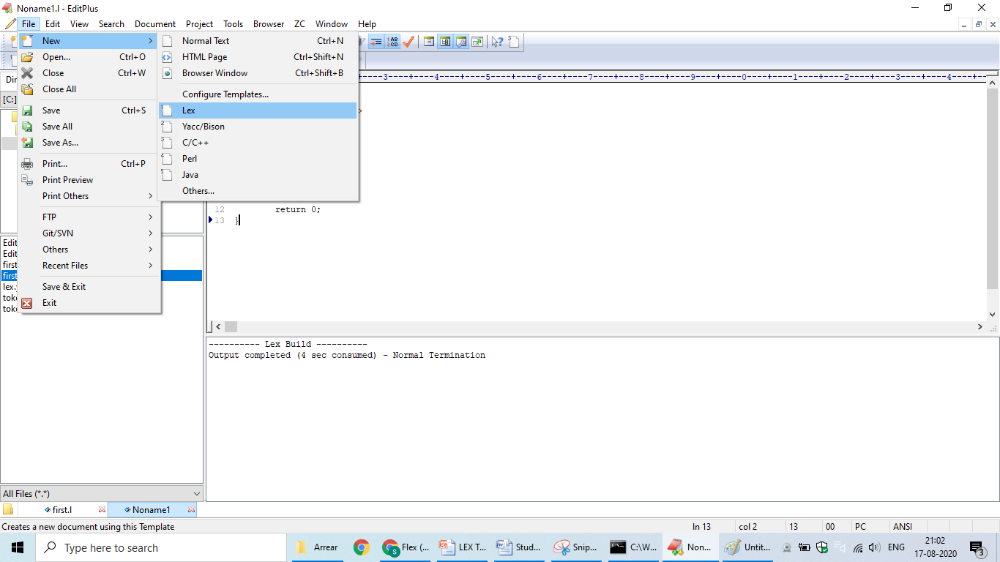 Noname1.l - EditPlus
File Edit View Search Document Project Tools Browser ZC Window Help
New
Open... Ctrl+O
Close Ctrl+W
Close All
Save Ctrl+S
Save All
Save As...
Print... Ctrl+P
Print Preview
Print Others
FTP
Git/SVN
Others
Recent Files
Save & Exit
Exit
Normal Text Ctrl+N
HTML Page Ctrl+Shift+N
Browser Window Ctrl+Shift+B
Configure Templates...
1 Lex
2 Yacc/Bison
3 C/C++
4 Perl
5 Java
Others...
[C:]
---3----+----4----+----5----+----6----+----7----+----8----+----9----+----0----+----1----+----2----+----3----+----4----+--
>
12 return 0;
13 }
Edit
Edit
first
first
lex.
toke
toke
---------- Lex Build ----------
Output completed (4 sec consumed) - Normal Termination
All Files (*.*)
first.l Noname1
Creates a new document using this Template ln 13 col 2 13 00 PC ANSI
Type here to search Arrear Flex (... LEX T... Stud... Snip... C:\W... Non... Untit... ENG 21:02
17-08-2020 3